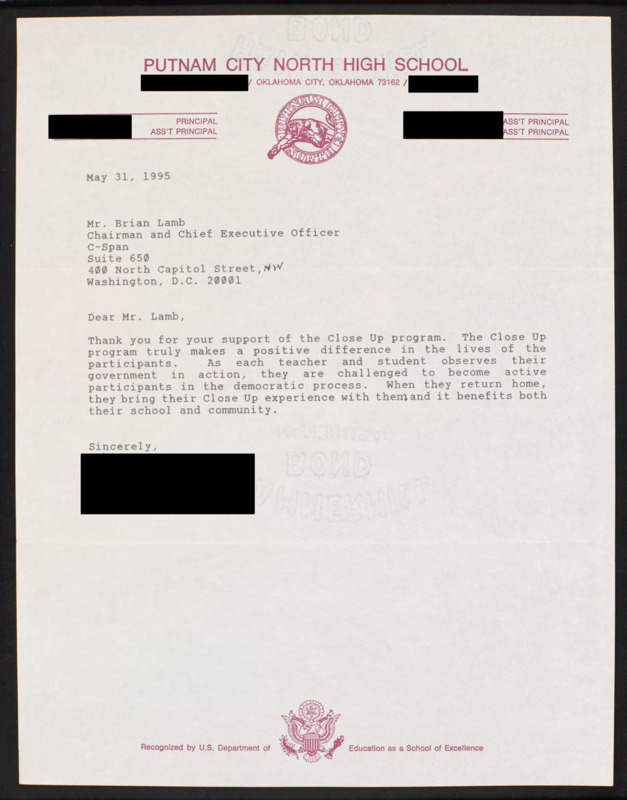 PUTNAM CITY NORTH HIGH SCHOOL
/ OKLAHOMA CITY, OKLAHOMA 73162 /
PRINCIPAL
ASS'T PRINCIPAL
ASS'T PRINCIPAL
ASS'T PRINCIPAL
May 31, 1995
Mr. Brian Lamb
Chairman and Chief Executive Officer
C-Span
Suite 650
400 North Capitol Street, NW
Washington, D.C. 20001
Dear Mr. Lamb,
Thank you for your support of the Close Up program. The Close Up
program truly makes a positive difference in the lives of the
participants. As each teacher and student observes their
government in action, they are challenged to become active
participants in the democratic process. When they return home,
they bring their Close Up experience with them and it benefits both
their school and community.
Sincerely,
BOND
Recognized by U.S. Department of Education as a School of Excellence